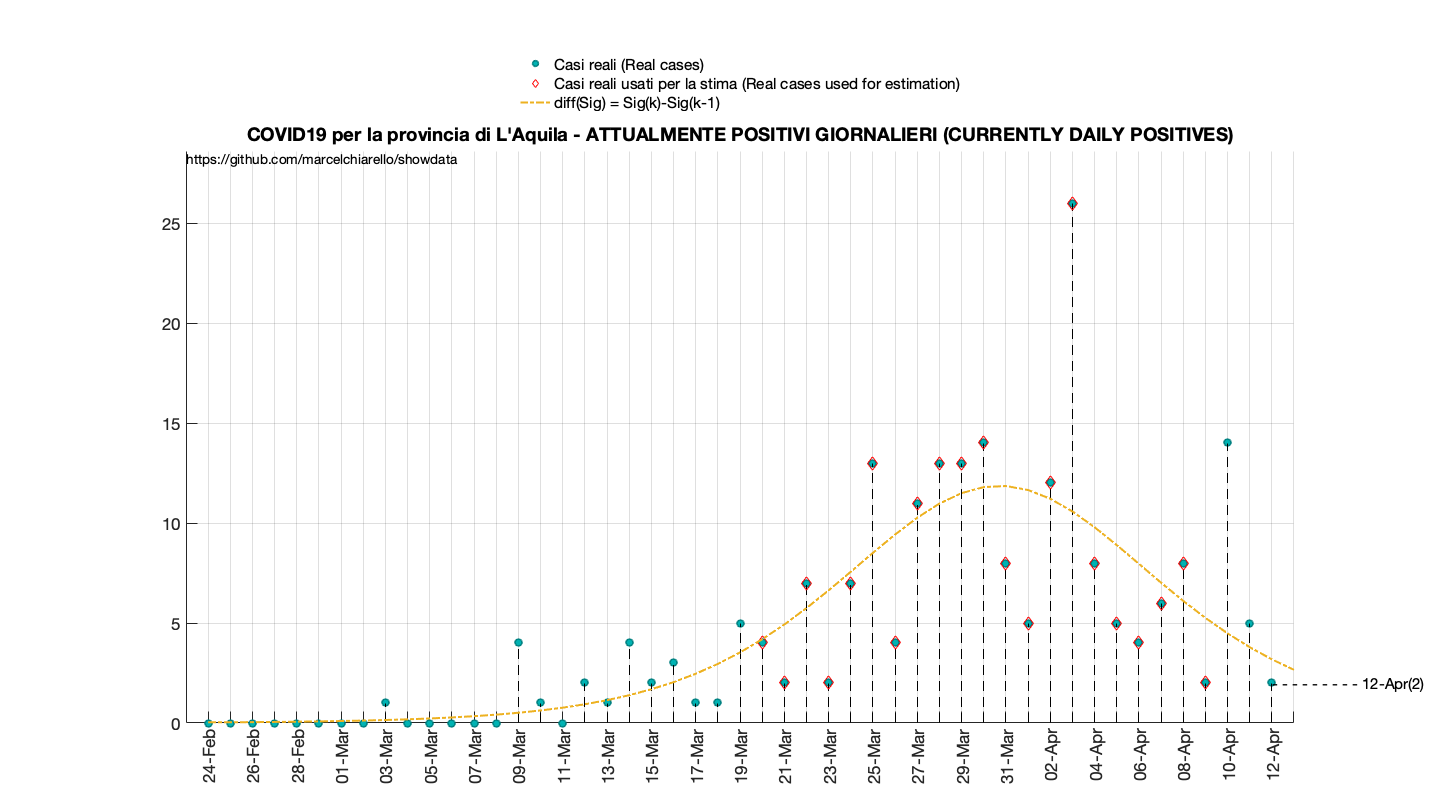 Casi reali (Real cases)
Casi reali usati per la stima (Real cases used for estimation)
diff(Sig) = Sig(k)-Sig(k-1)
COVID19 per la provincia di L'Aquila - ATTUALMENTE POSITIVI GIORNALIERI (CURRENTLY DAILY POSITIVES)
https://github.com/marcelchiarello/showdata
25
20
15
10
5
0
12-Apr(2)
24-Feb
26-Feb
28-Feb
01-Mar
03-Mar
05-Mar
07-Mar
09-Mar
11-Mar
13-Mar
15-Mar
17-Mar
19-Mar
21-Mar
23-Mar
25-Mar
27-Mar
29-Mar
31-Mar
02-Apr
04-Apr
06-Apr
08-Apr
10-Apr
12-Apr